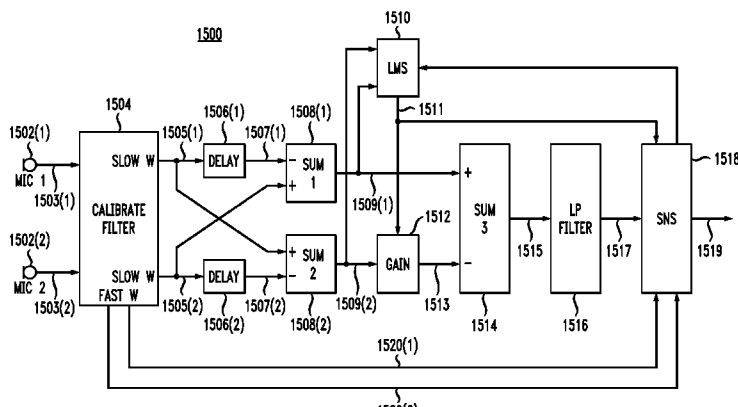 1500
1510
LMS
1511
1504
1506(1)
1508(1)
1502(1)
1505(1)
1507(1)
MIC 1
1503(1)
SLOW W
DELAY
-
+
SUM
1
1509(1)
1512
+
SUM
3
-
1518
CALIBRATE
FILTER
LP
FILTER
SNS
1515
1517
1519
1502(2)
MIC 2
1503(2)
SLOW W
FAST W
DELAY
+
-
SUM
2
GAIN
1505(2)
1507(2)
1509(2)
1513
1506(2)
1508(2)
1514
1516
1520(1)